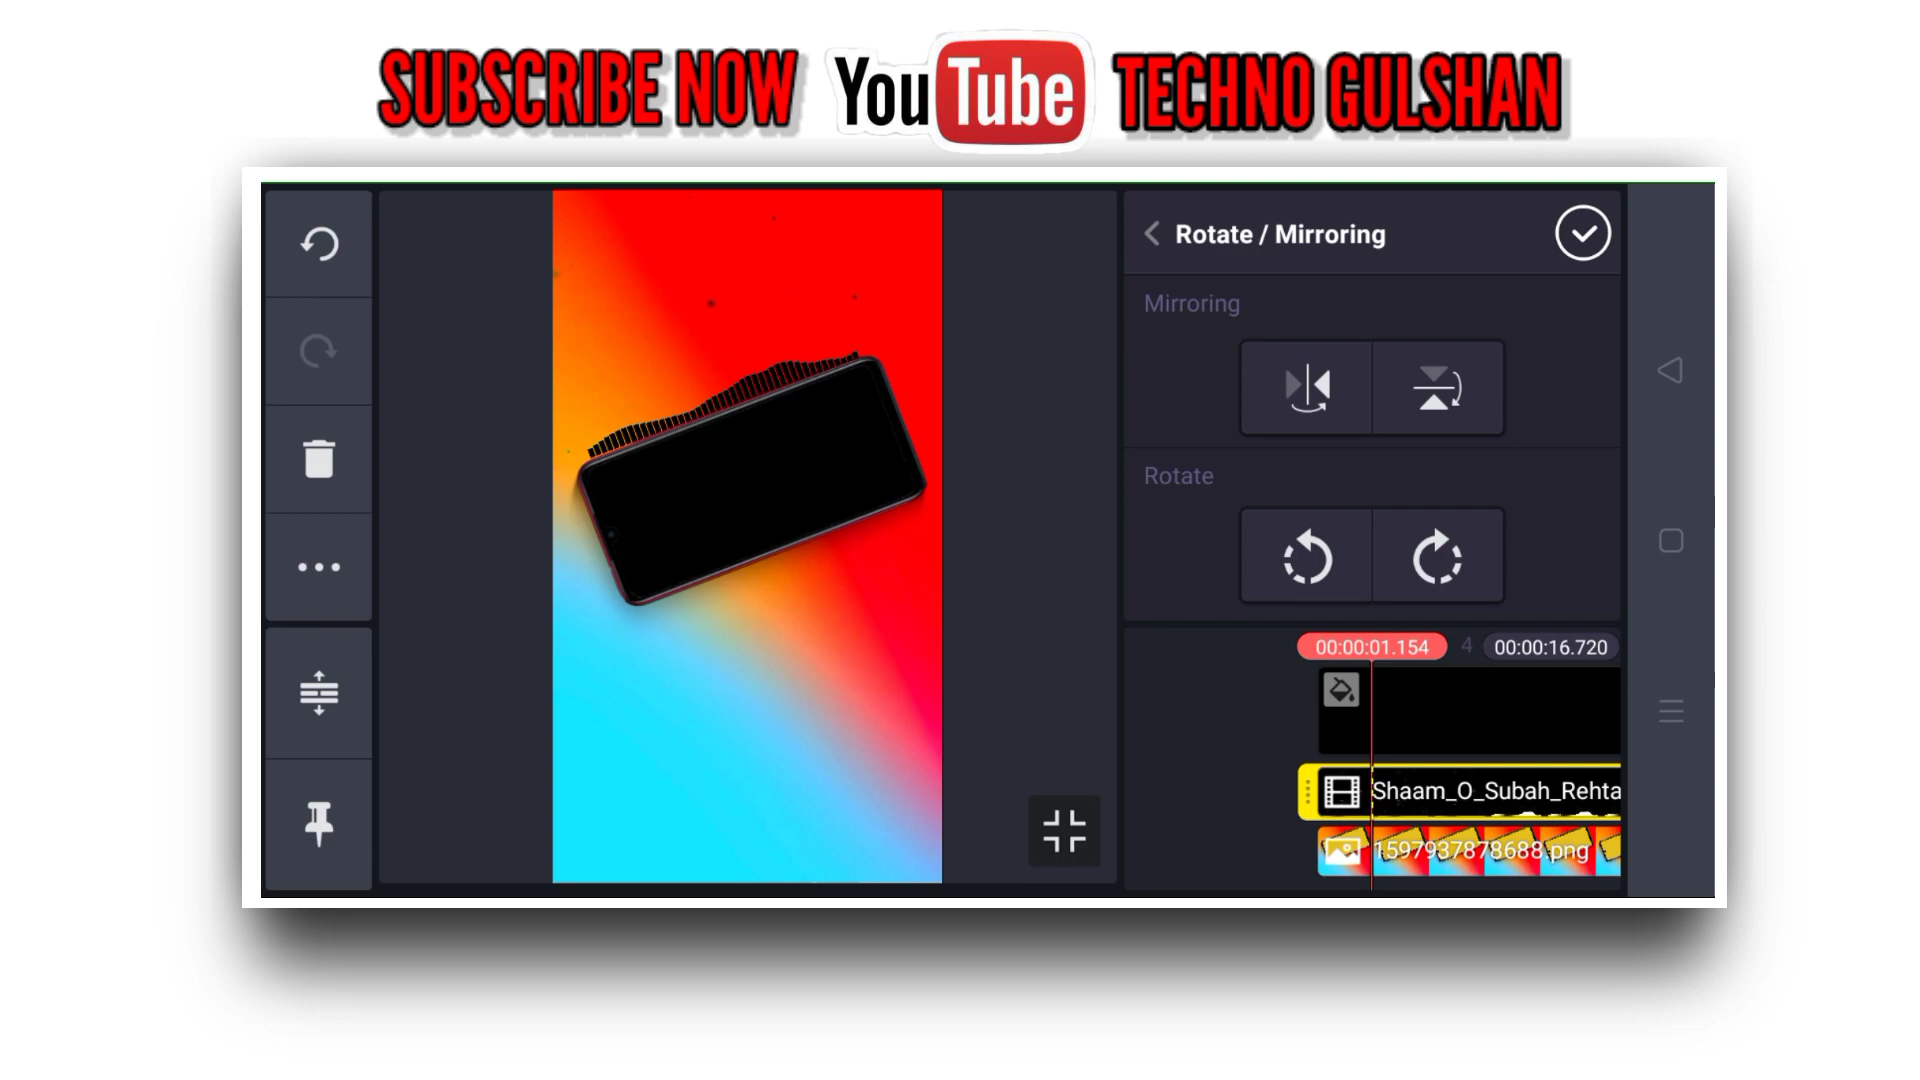 SUBSCRIBE NOW YouTube TECHNO GULSHAN
Rotate / Mirroring
Mirroring
Rotate
00:00:01.154 4 00:00:16.720
Shaam_O_Subah_Rehta
1597937878688.png